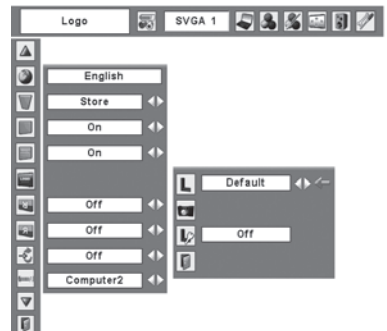 Logo
SVGA 1
English
Store
On
On
Off
Off
Off
Computer2
L
Default
L
Off